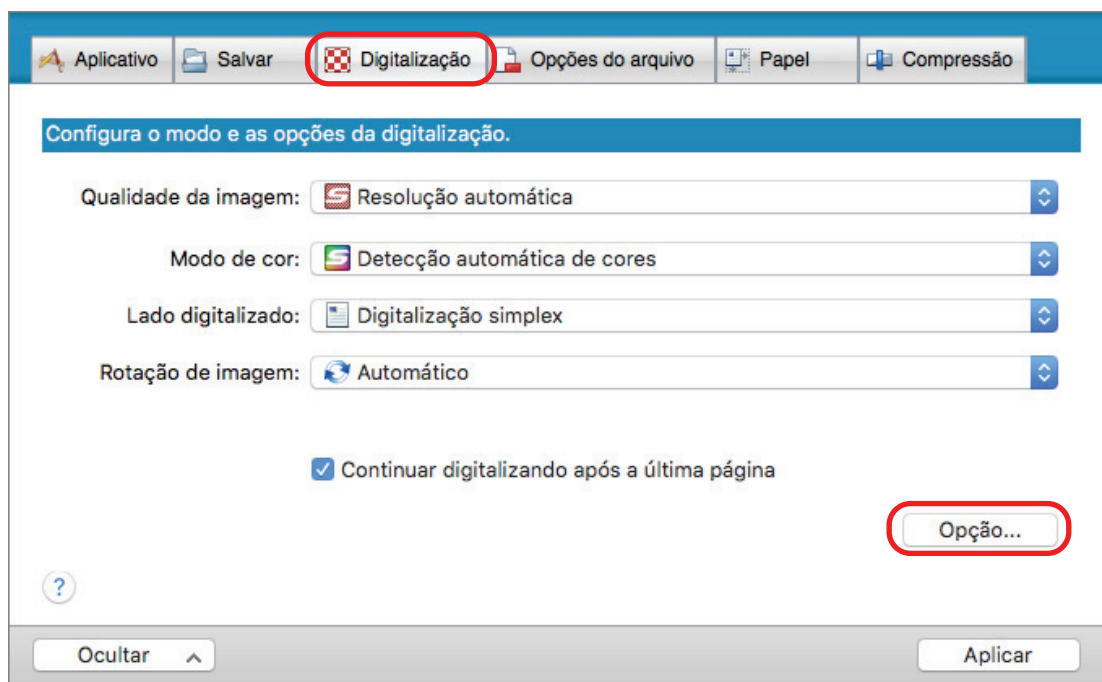 Aplicativo Salvar Digitalização Opções do arquivo Papel Compressão
Configura o modo e as opções da digitalização.
Qualidade da imagem: Resolução automática
Modo de cor: Detecção automática de cores
Lado digitalizado: Digitalização simplex
Rotação de imagem: Automático
Continuar digitalizando após a última página
Opção...
?
Ocultar Aplicar